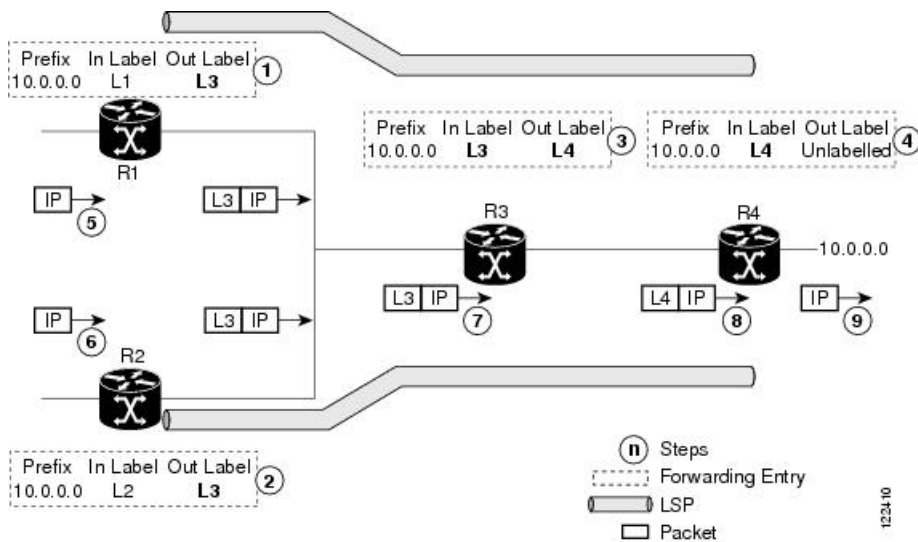 Prefix In Label Out Label
10.0.0.0 L1 L3
1
R1
Prefix In Label Out Label
10.0.0.0 L3 L4
3
Prefix In Label Out Label
10.0.0.0 L4 Unlabelled
4
IP
5
L3 IP
R3
R4
10.0.0.0
IP
6
L3 IP
L3 IP
7
L4 IP
8
IP
9
R2
Prefix In Label Out Label
10.0.0.0 L2 L3
2
n Steps
Forwarding Entry
LSP
Packet
122410